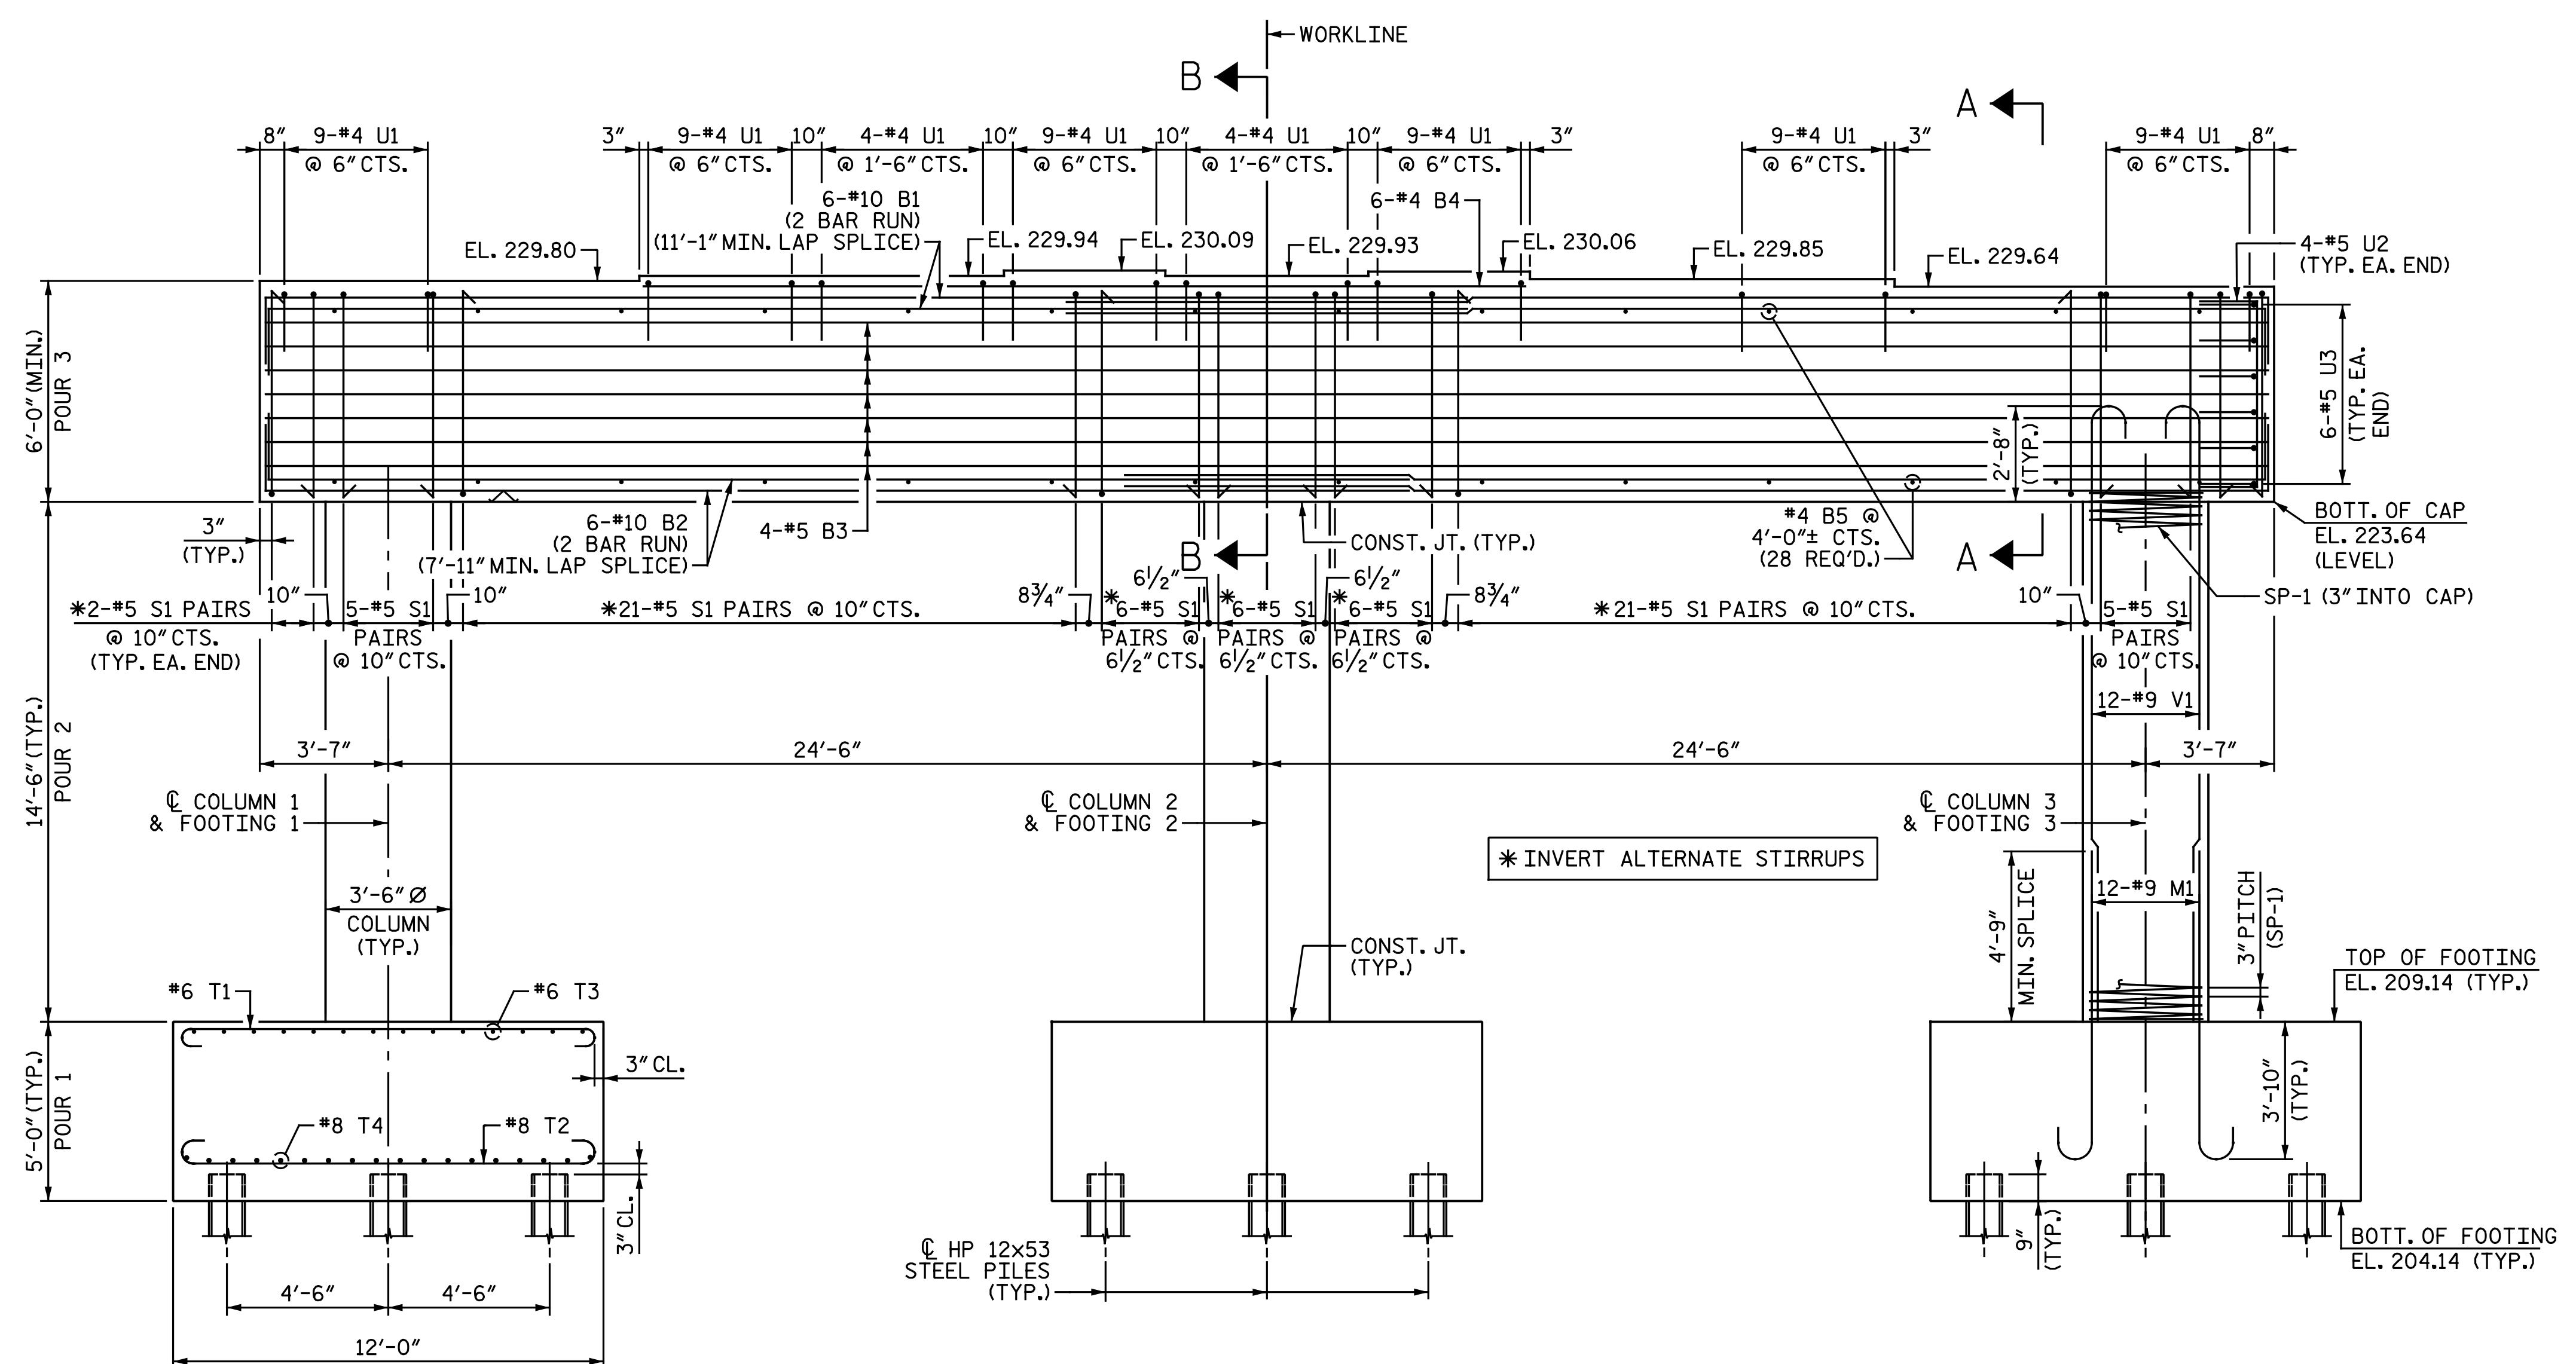 WORKLINE
B
A
8"
9-#4 U1
@ 6" CTS.
3"
9-#4 U1
@ 6" CTS.
10"
4-#4 U1
@ 1'-6" CTS.
10"
9-#4 U1
@ 6" CTS.
10"
4-#4 U1
@ 1'-6" CTS.
10"
9-#4 U1
@ 6" CTS.
3"
9-#4 U1
@ 6" CTS.
3"
9-#4 U1
@ 6" CTS.
8"
6-#10 B1
(2 BAR RUN)
(11'-1" MIN. LAP SPLICE)
6-#4 B4
EL. 229.80
EL. 229.94
EL. 230.09
EL. 229.93
EL. 230.06
EL. 229.85
EL. 229.64
4-#5 U2
(TYP. EA. END)
6'-0" (MIN.)
POUR 3
6-#5 U3
(TYP. EA.
END)
2'-8"
(TYP.)
3"
(TYP.)
6-#10 B2
(2 BAR RUN)
(7'-11" MIN. LAP SPLICE)
4-#5 B3
B
CONST. JT. (TYP.)
#4 B5 @
4'-0"± CTS.
(28 REQ'D.)
A
BOTT. OF CAP
EL. 223.64
(LEVEL)
SP-1 (3" INTO CAP)
*2-#5 S1 PAIRS
@ 10" CTS.
(TYP. EA. END)
10"
5-#5 S1
PAIRS
@ 10" CTS.
10"
*21-#5 S1 PAIRS @ 10" CTS.
8¾"
*6-#5 S1
PAIRS @
6½" CTS.
6½"
*6-#5 S1
PAIRS @
6½" CTS.
6½"
*6-#5 S1
PAIRS @
6½" CTS.
8¾"
*21-#5 S1 PAIRS @ 10" CTS.
10"
5-#5 S1
PAIRS
@ 10" CTS.
12-#9 V1
14'-6" (TYP.)
POUR 2
3'-7"
24'-6"
24'-6"
3'-7"
℄ COLUMN 1
& FOOTING 1
℄ COLUMN 2
& FOOTING 2
℄ COLUMN 3
& FOOTING 3
* INVERT ALTERNATE STIRRUPS
3'-6" Ø
COLUMN
(TYP.)
4'-9"
MIN. SPLICE
12-#9 M1
3" PITCH
(SP-1)
CONST. JT.
(TYP.)
TOP OF FOOTING
EL. 209.14 (TYP.)
#6 T1
#6 T3
3" CL.
5'-0" (TYP.)
POUR 1
#8 T4
#8 T2
3" CL.
3'-10"
(TYP.)
9"
(TYP.)
℄ HP 12x53
STEEL PILES
(TYP.)
BOTT. OF FOOTING
EL. 204.14 (TYP.)
4'-6"
4'-6"
12'-0"